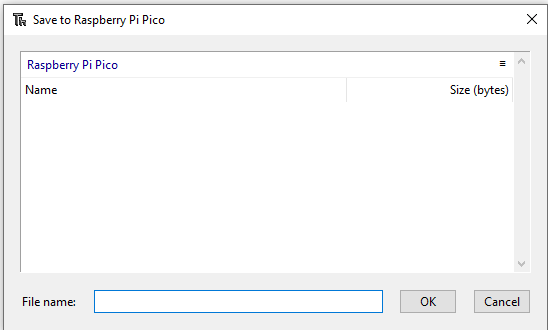 Save to Raspberry Pi Pico
Raspberry Pi Pico
Name Size (bytes)
File name: OK Cancel